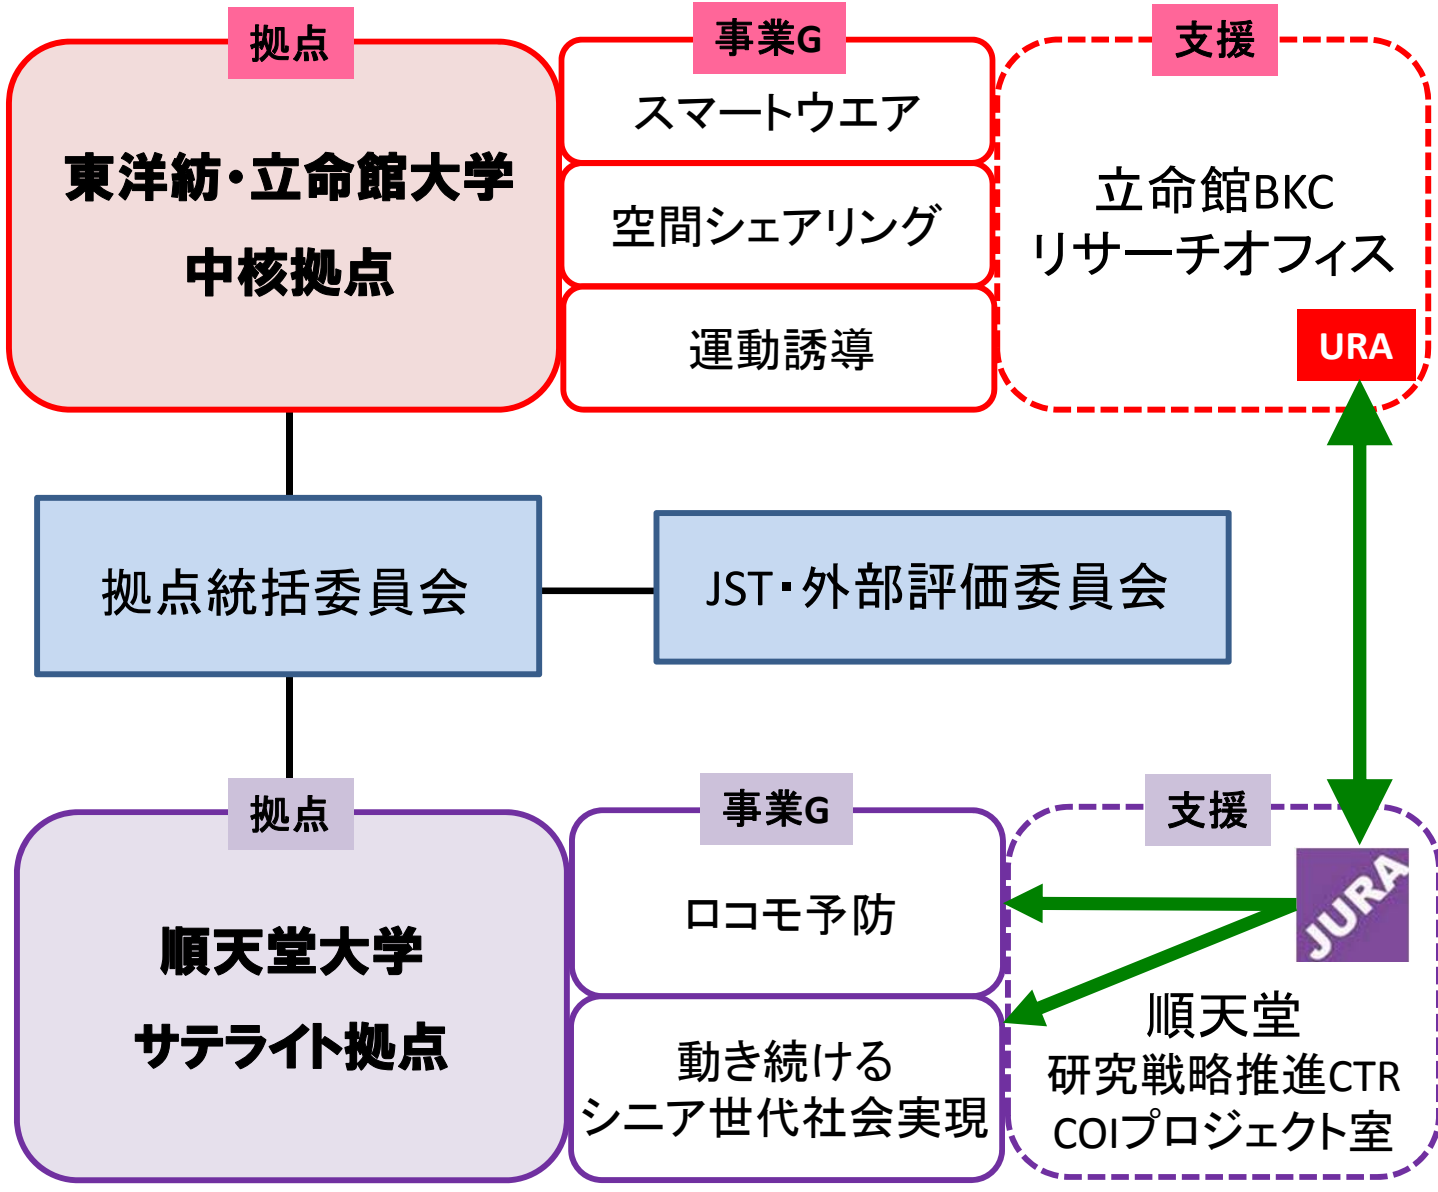 拠点
東洋紡・立命館大学
中核拠点
事業G
スマートウエア
空間シェアリング
運動誘導
支援
立命館BKC
リサーチオフィス
URA
拠点統括委員会
JST・外部評価委員会
拠点
順天堂大学
サテライト拠点
事業G
ロコモ予防
動き続ける
シニア世代社会実現
支援
JURA
順天堂
研究戦略推進CTR
COIプロジェクト室